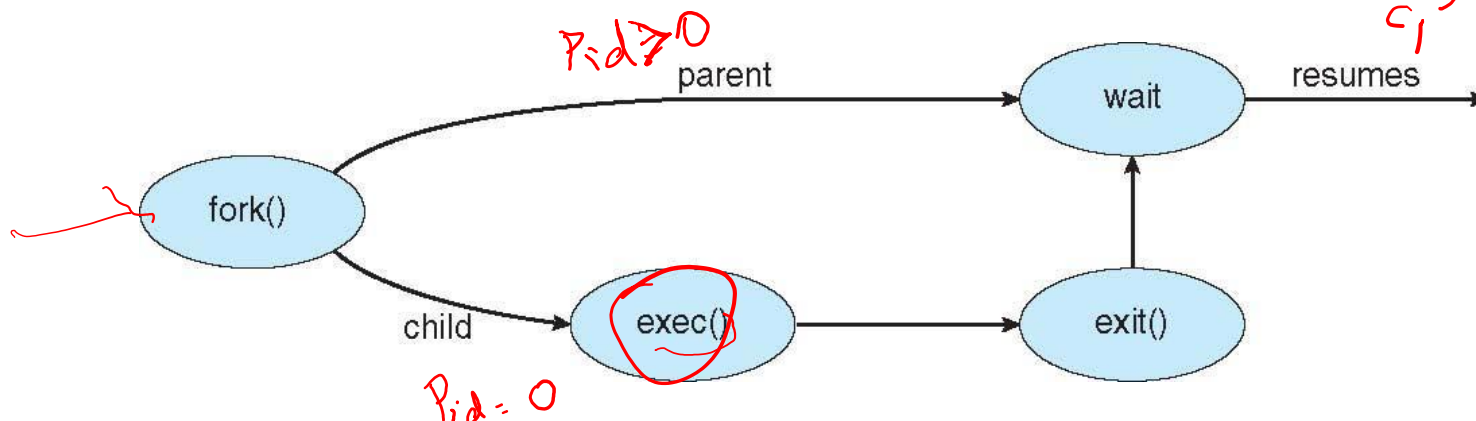 Pid>0
parent
wait
resumes
fork()
child
exec()
exit()
Pid = 0